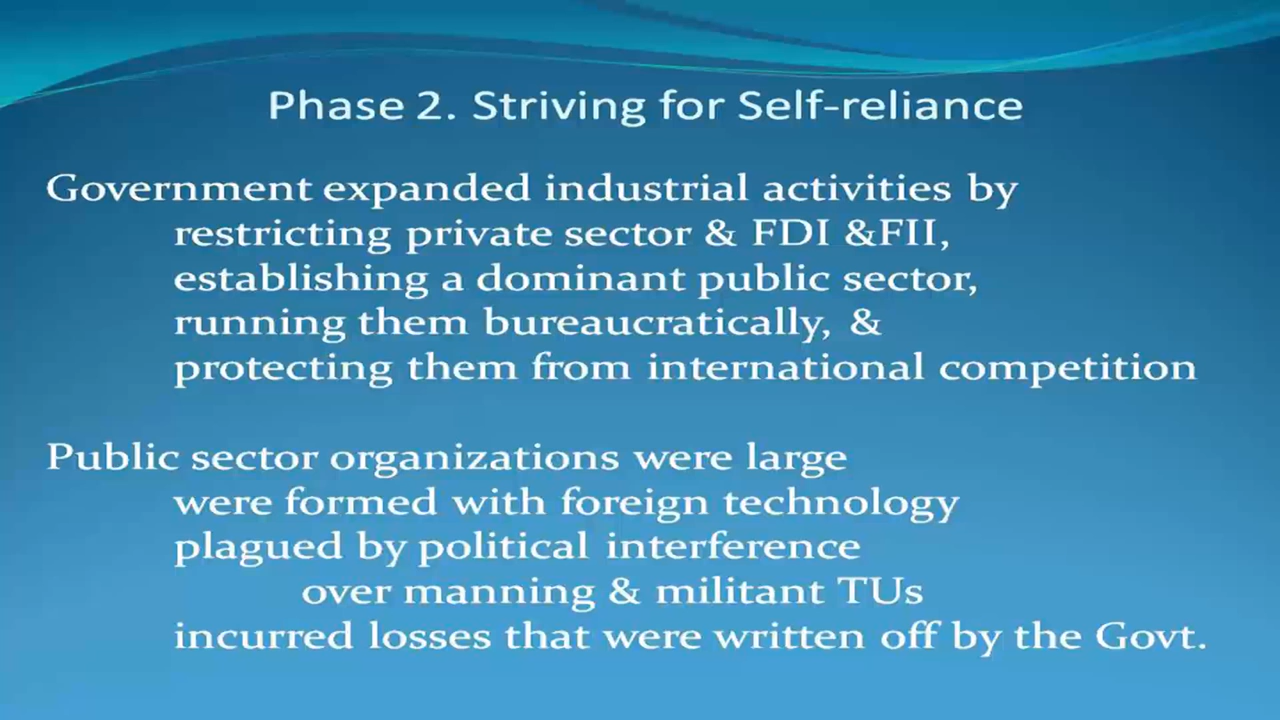 Phase 2. Striving for Self-reliance
Government expanded industrial activities by
restricting private sector & FDI &FII,
establishing a dominant public sector,
running them bureaucratically, &
protecting them from international competition
Public sector organizations were large
were formed with foreign technology
plagued by political interference
over manning & militant TUs
incurred losses that were written off by the Govt.